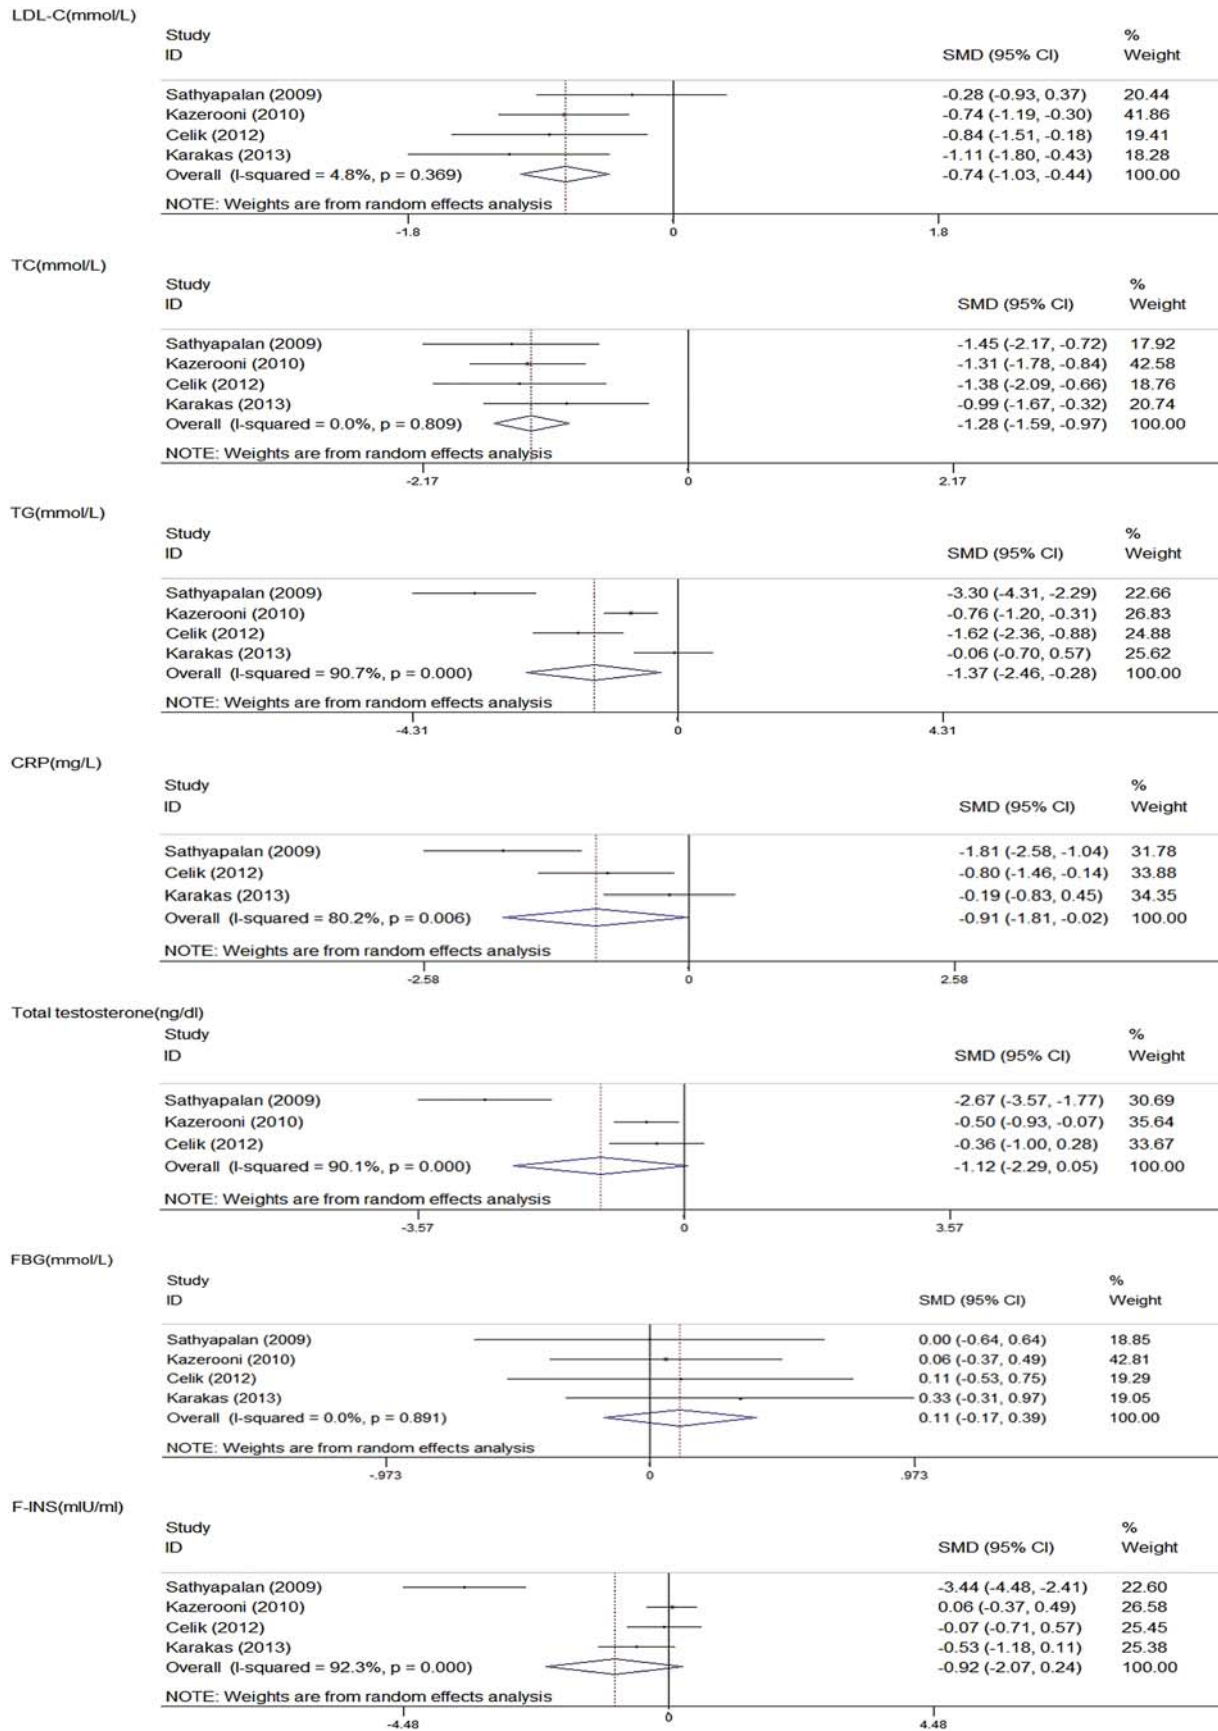 LDL-C(mmol/L)
Study %
ID SMD (95% CI) Weight
Sathyapalan (2009) -0.28 (-0.93, 0.37) 20.44
Kazerooni (2010) -0.74 (-1.19, -0.30) 41.86
Celik (2012) -0.84 (-1.51, -0.18) 19.41
Karakas (2013) -1.11 (-1.80, -0.43) 18.28
Overall (I-squared = 4.8%, p = 0.369) -0.74 (-1.03, -0.44) 100.00
NOTE: Weights are from random effects analysis
-1.8 0 1.8
TC(mmol/L)
Study %
ID SMD (95% CI) Weight
Sathyapalan (2009) -1.45 (-2.17, -0.72) 17.92
Kazerooni (2010) -1.31 (-1.78, -0.84) 42.58
Celik (2012) -1.38 (-2.09, -0.66) 18.76
Karakas (2013) -0.99 (-1.67, -0.32) 20.74
Overall (I-squared = 0.0%, p = 0.809) -1.28 (-1.59, -0.97) 100.00
NOTE: Weights are from random effects analysis
-2.17 0 2.17
TG(mmol/L)
Study %
ID SMD (95% CI) Weight
Sathyapalan (2009) -3.30 (-4.31, -2.29) 22.66
Kazerooni (2010) -0.76 (-1.20, -0.31) 26.83
Celik (2012) -1.62 (-2.36, -0.88) 24.88
Karakas (2013) -0.06 (-0.70, 0.57) 25.62
Overall (I-squared = 90.7%, p = 0.000) -1.37 (-2.46, -0.28) 100.00
NOTE: Weights are from random effects analysis
-4.31 0 4.31
CRP(mg/L)
Study %
ID SMD (95% CI) Weight
Sathyapalan (2009) -1.81 (-2.58, -1.04) 31.78
Celik (2012) -0.80 (-1.46, -0.14) 33.88
Karakas (2013) -0.19 (-0.83, 0.45) 34.35
Overall (I-squared = 80.2%, p = 0.006) -0.91 (-1.81, -0.02) 100.00
NOTE: Weights are from random effects analysis
-2.58 0 2.58
Total testosterone(ng/dl)
Study %
ID SMD (95% CI) Weight
Sathyapalan (2009) -2.67 (-3.57, -1.77) 30.69
Kazerooni (2010) -0.50 (-0.93, -0.07) 35.64
Celik (2012) -0.36 (-1.00, 0.28) 33.67
Overall (I-squared = 90.1%, p = 0.000) -1.12 (-2.29, 0.05) 100.00
NOTE: Weights are from random effects analysis
-3.57 0 3.57
FBG(mmol/L)
Study %
ID SMD (95% CI) Weight
Sathyapalan (2009) 0.00 (-0.64, 0.64) 18.85
Kazerooni (2010) 0.06 (-0.37, 0.49) 42.81
Celik (2012) 0.11 (-0.53, 0.75) 19.29
Karakas (2013) 0.33 (-0.31, 0.97) 19.05
Overall (I-squared = 0.0%, p = 0.891) 0.11 (-0.17, 0.39) 100.00
NOTE: Weights are from random effects analysis
-.973 0 .973
F-INS(mIU/ml)
Study %
ID SMD (95% CI) Weight
Sathyapalan (2009) -3.44 (-4.48, -2.41) 22.60
Kazerooni (2010) 0.06 (-0.37, 0.49) 26.58
Celik (2012) -0.07 (-0.71, 0.57) 25.45
Karakas (2013) -0.53 (-1.18, 0.11) 25.38
Overall (I-squared = 92.3%, p = 0.000) -0.92 (-2.07, 0.24) 100.00
NOTE: Weights are from random effects analysis
-4.48 0 4.48